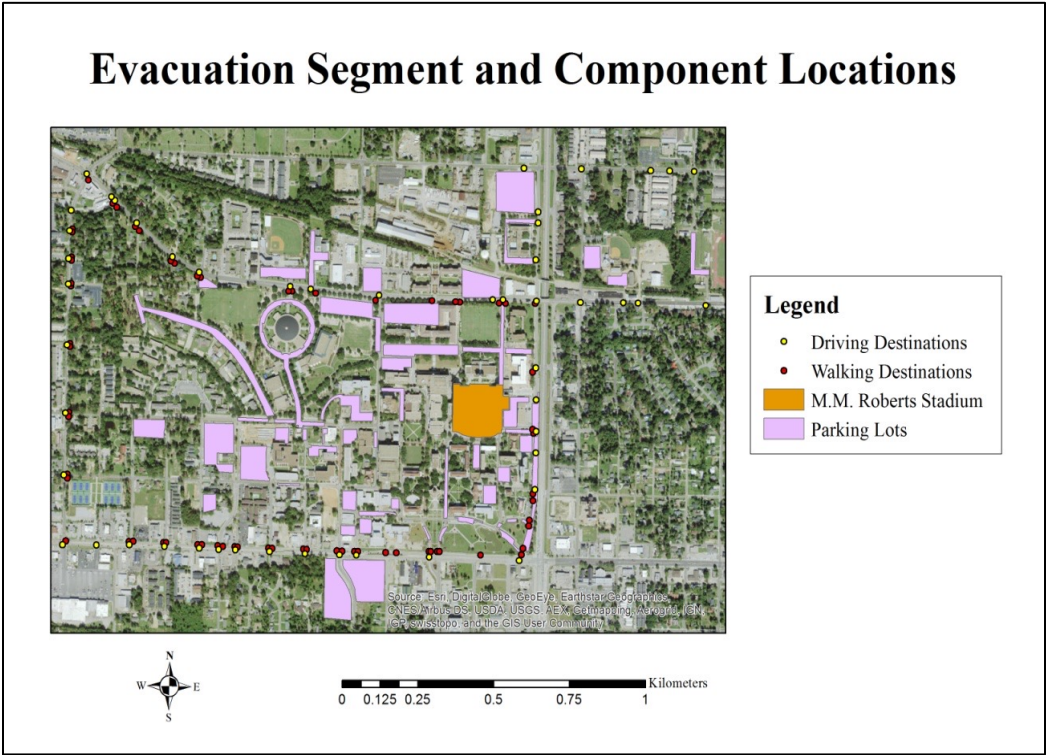 Evacuation Segment and Component Locations
Source: Esri, DigitalGlobe, GeoEye, Earthstar Geographics,
CNES/Airbus DS, USDA, USGS, AEX, Getmapping, Aerogrid, IGN,
IGP, swisstopo, and the GIS User Community
Legend
Driving Destinations
Walking Destinations
M.M. Roberts Stadium
Parking Lots
N
W E
S
Kilometers
0 0.125 0.25 0.5 0.75 1